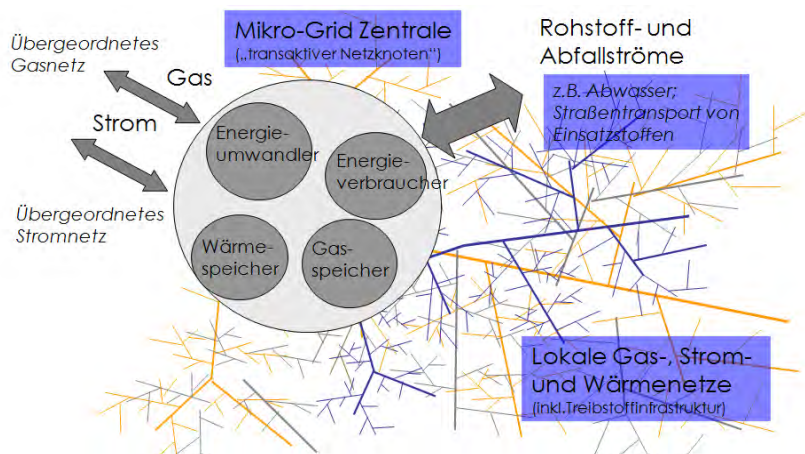 Mikro-Grid Zentrale
(„transaktiver Netzknoten“)
Rohstoff- und
Abfallströme
z.B. Abwasser;
Straßentransport von
Einsatzstoffen
Übergeordnetes
Gasnetz
Gas
Strom
Übergeordnetes
Stromnetz
Energie-
umwandler
Energie-
verbraucher
Wärme-
speicher
Gas-
speicher
Lokale Gas-, Strom-
und Wärmenetze
(inkl.Treibstoffinfrastruktur)